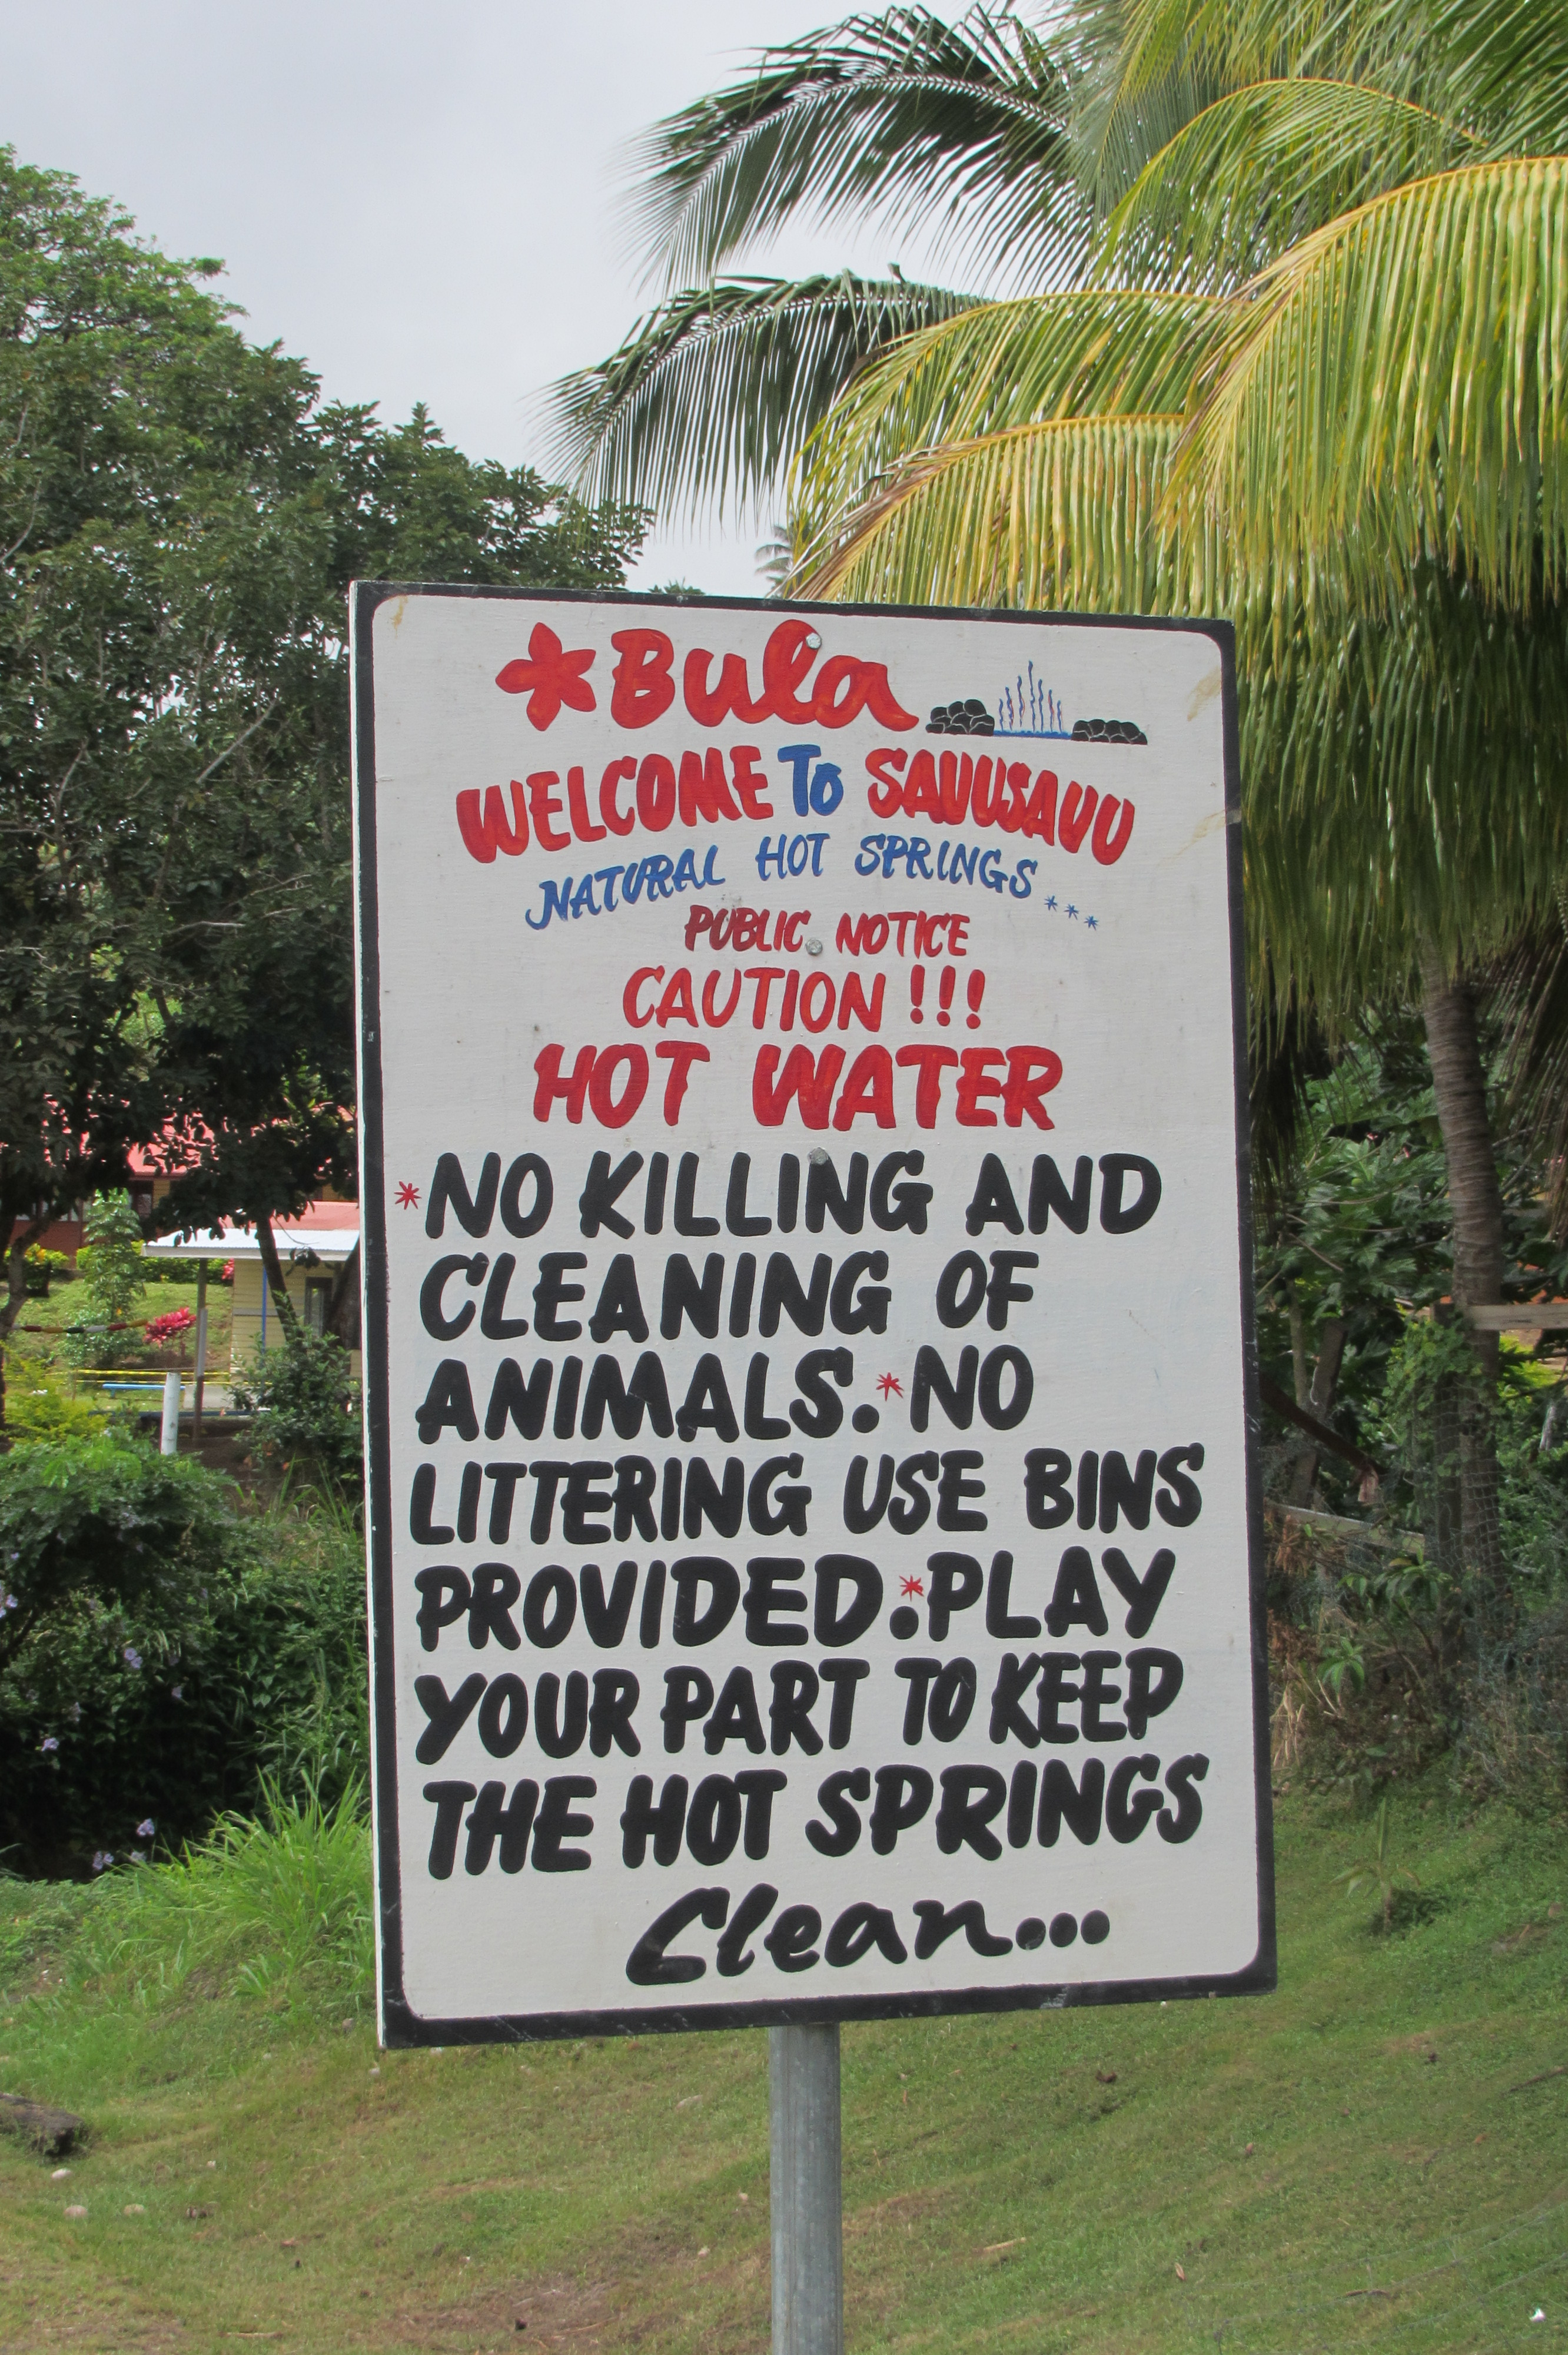 *Bula
WELCOME TO SAVUSAVU
NATURAL HOT SPRINGS***
PUBLIC NOTICE
CAUTION !!!
HOT WATER
*NO KILLING AND
CLEANING OF
ANIMALS.*NO
LITTERING USE BINS
PROVIDED.*PLAY
YOUR PART TO KEEP
THE HOT SPRINGS
Clean...